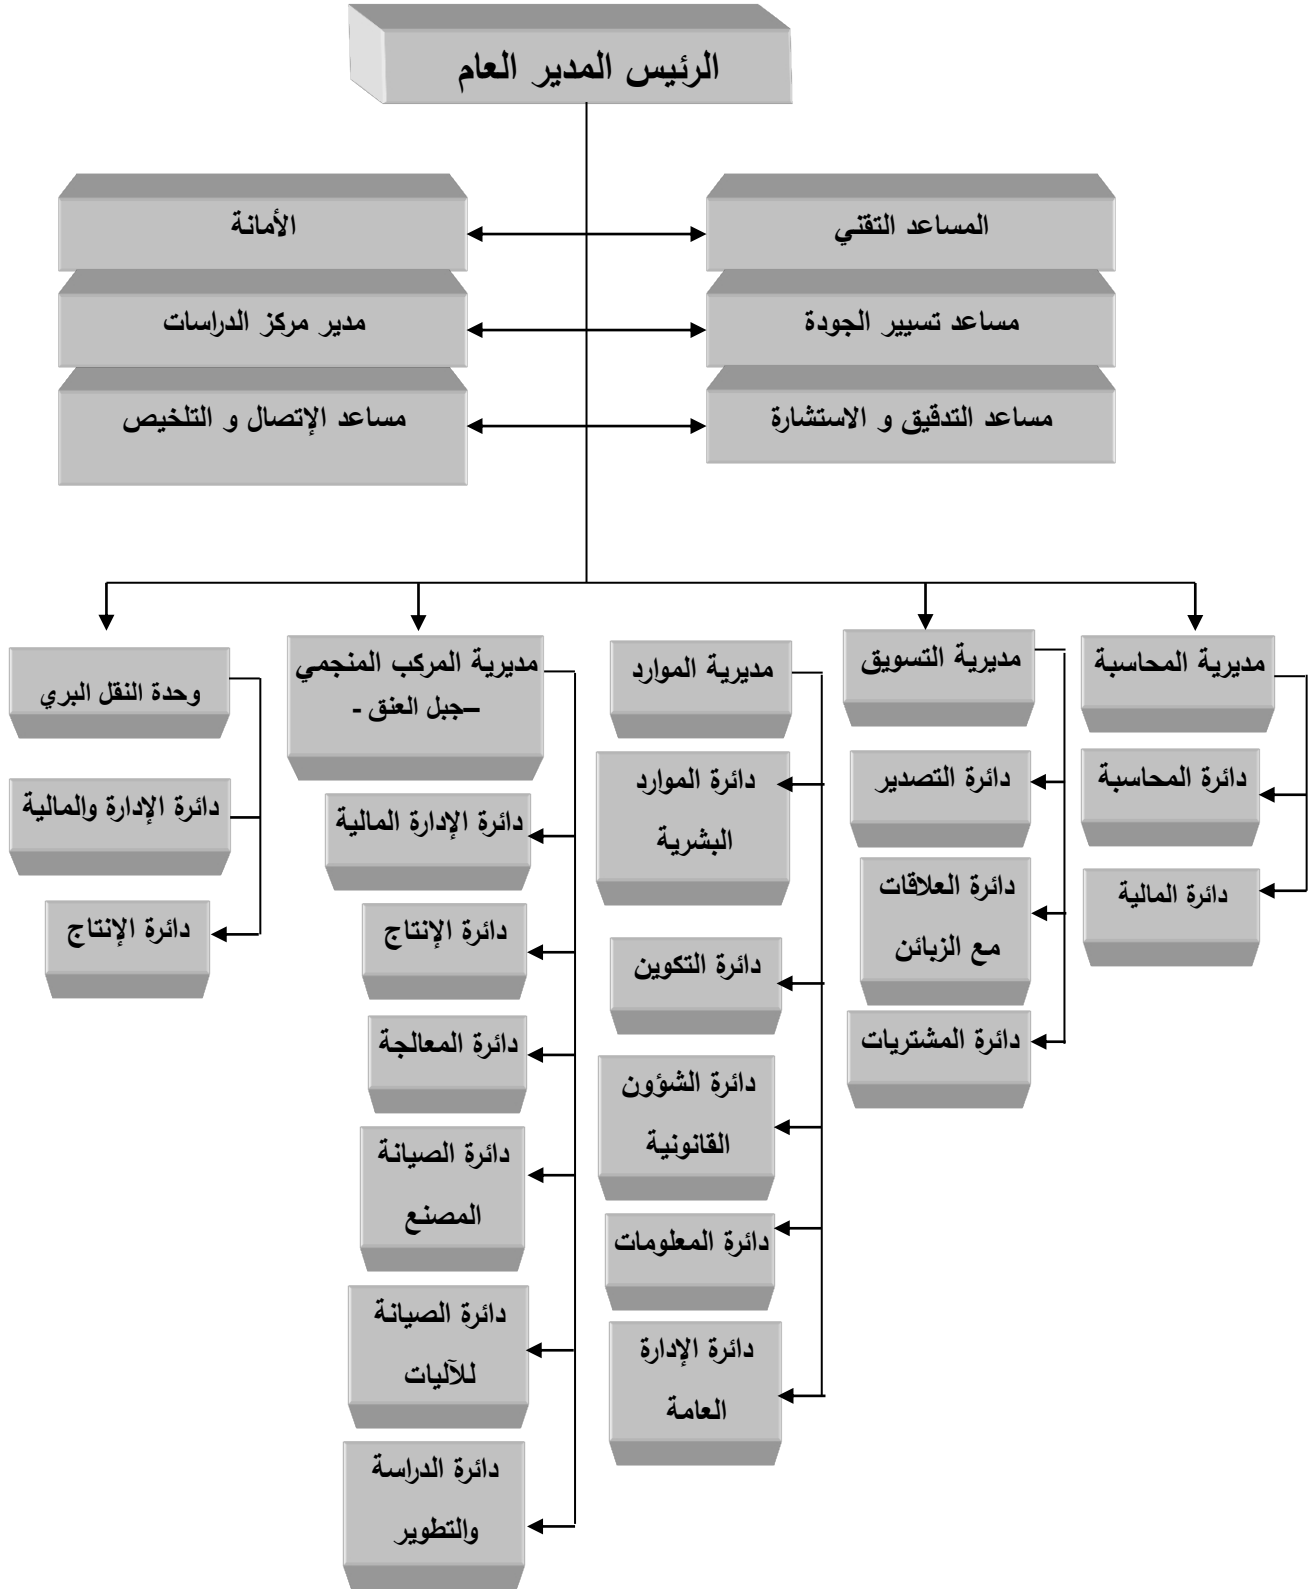 الرئيس المدير العام
المساعد التقني
الأمانة
مساعد تسيير الجودة
مدير مركز الدراسات
مساعد التدقيق و الاستشارة
مساعد الإتصال و التلخيص
مديرية المحاسبة
دائرة المحاسبة
دائرة المالية
مديرية التسويق
دائرة التصدير
دائرة العلاقات
مع الزبائن
دائرة المشتريات
مديرية الموارد
دائرة الموارد
البشرية
دائرة التكوين
دائرة الشؤون
القانونية
دائرة المعلومات
دائرة الإدارة
العامة
مديرية المركب المنجمي
–جبل العنق -
دائرة الإدارة المالية
دائرة الإنتاج
دائرة المعالجة
دائرة الصيانة
المصنع
دائرة الصيانة
للآليات
دائرة الدراسة
والتطوير
وحدة النقل البري
دائرة الإدارة والمالية
دائرة الإنتاج